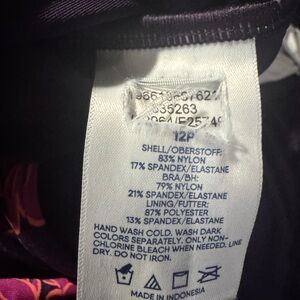 335263
12P
SHELL/OBERSTOFF:
83% NYLON
17% SPANDEX/ELASTANE
BRA/BH:
79% NYLON
21% SPANDEX/ELASTANE
LINING/FUTTER:
87% POLYESTER
13% SPANDEX/ELASTANE
HAND WASH COLD. WASH DARK
COLORS SEPARATELY. ONLY NON-
CHLORINE BLEACH WHEN NEEDED. LINE
DRY. DO NOT IRON.
MADE IN INDONESIA